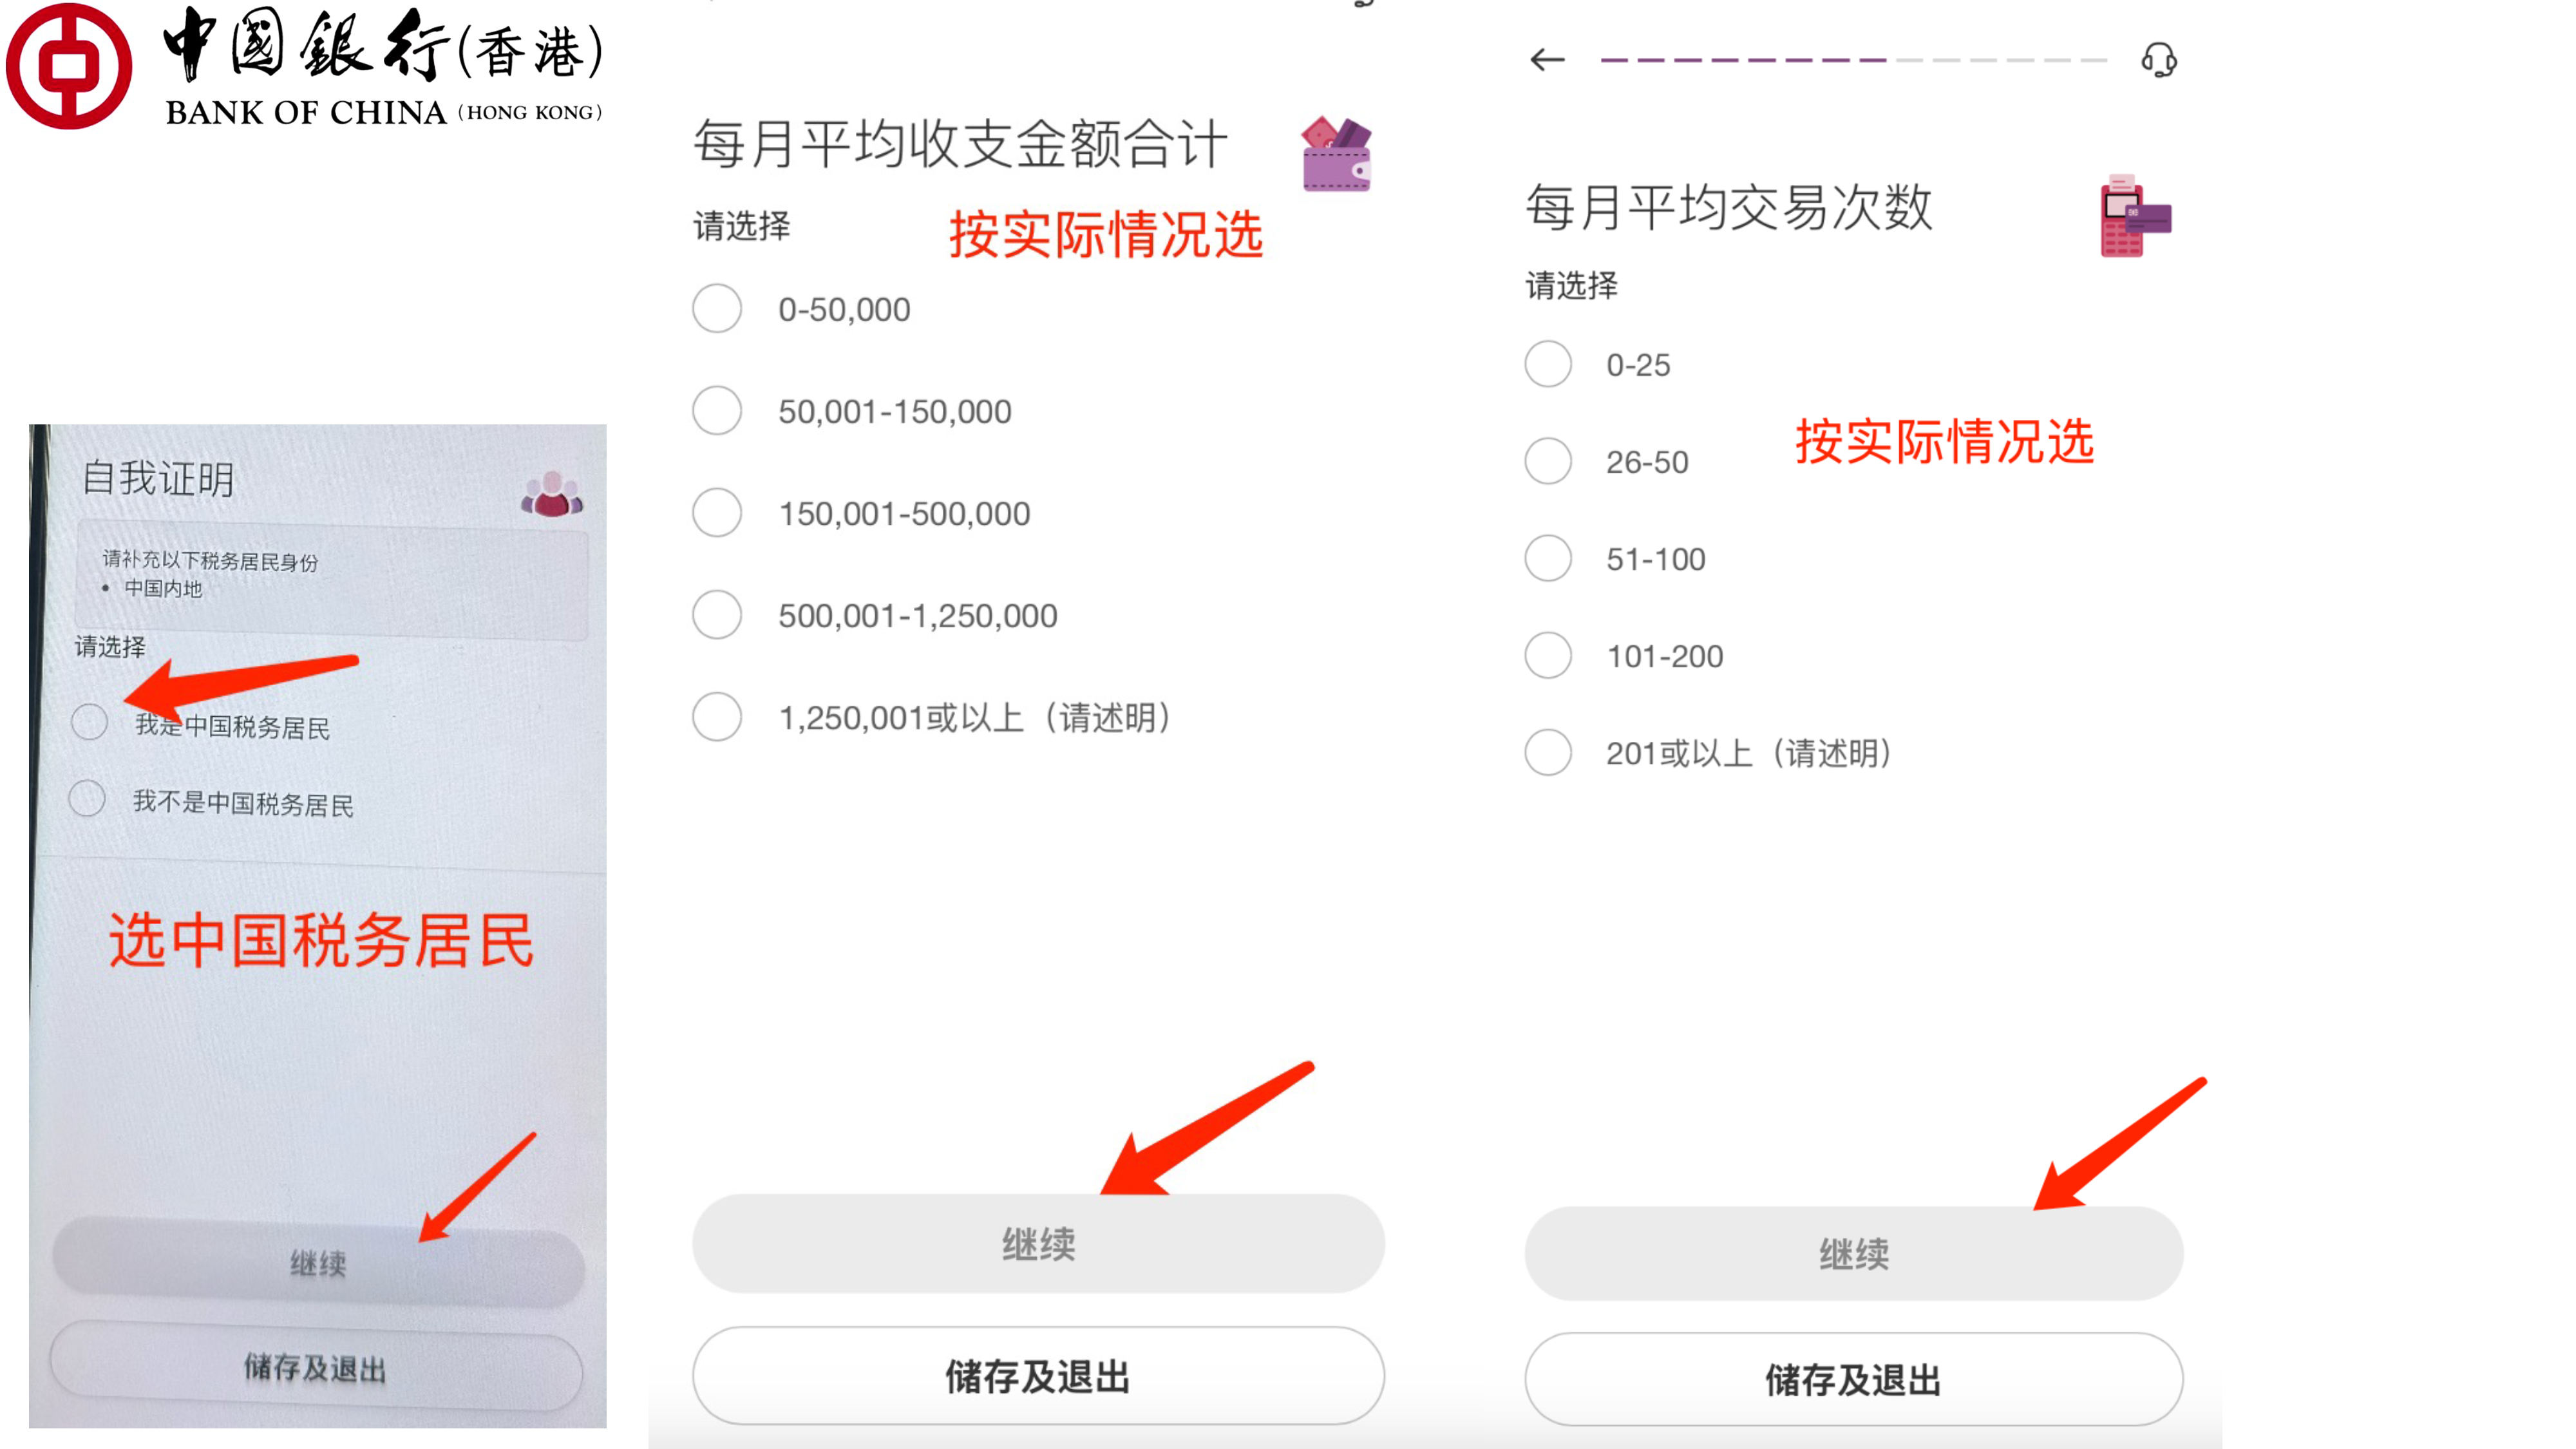 中國銀行(香港)
BANK OF CHINA (HONG KONG)
自我证明
请补充以下税务居民身份
• 中国内地
请选择
我是中国税务居民
我不是中国税务居民
选中国税务居民
继续
储存及退出
每月平均收支金额合计
请选择
按实际情况选
0-50,000
50,001-150,000
150,001-500,000
500,001-1,250,000
1,250,001或以上（请述明）
继续
储存及退出
每月平均交易次数
请选择
0-25
按实际情况选
26-50
51-100
101-200
201或以上（请述明）
继续
储存及退出